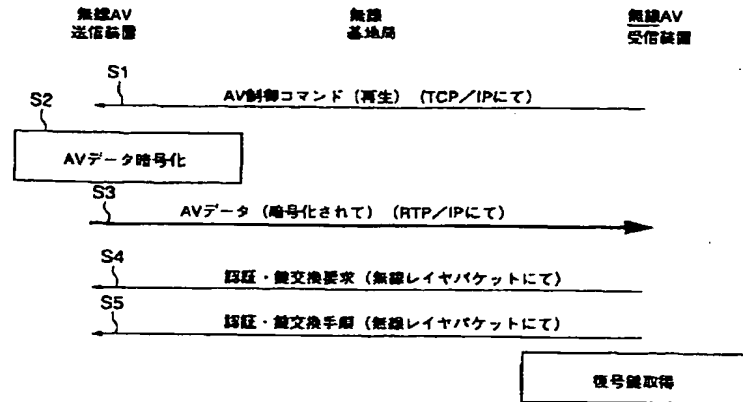 無線AV
送信装置
無線
基地局
無線AV
受信装置
S1
AV制御コマンド（再生）（TCP／IPにて）
S2
AVデータ暗号化
S3
AVデータ（暗号化されて）（RTP／IPにて）
S4
認証・鍵交換要求（無線レイヤパケットにて）
S5
認証・鍵交換手順（無線レイヤパケットにて）
復号鍵取得